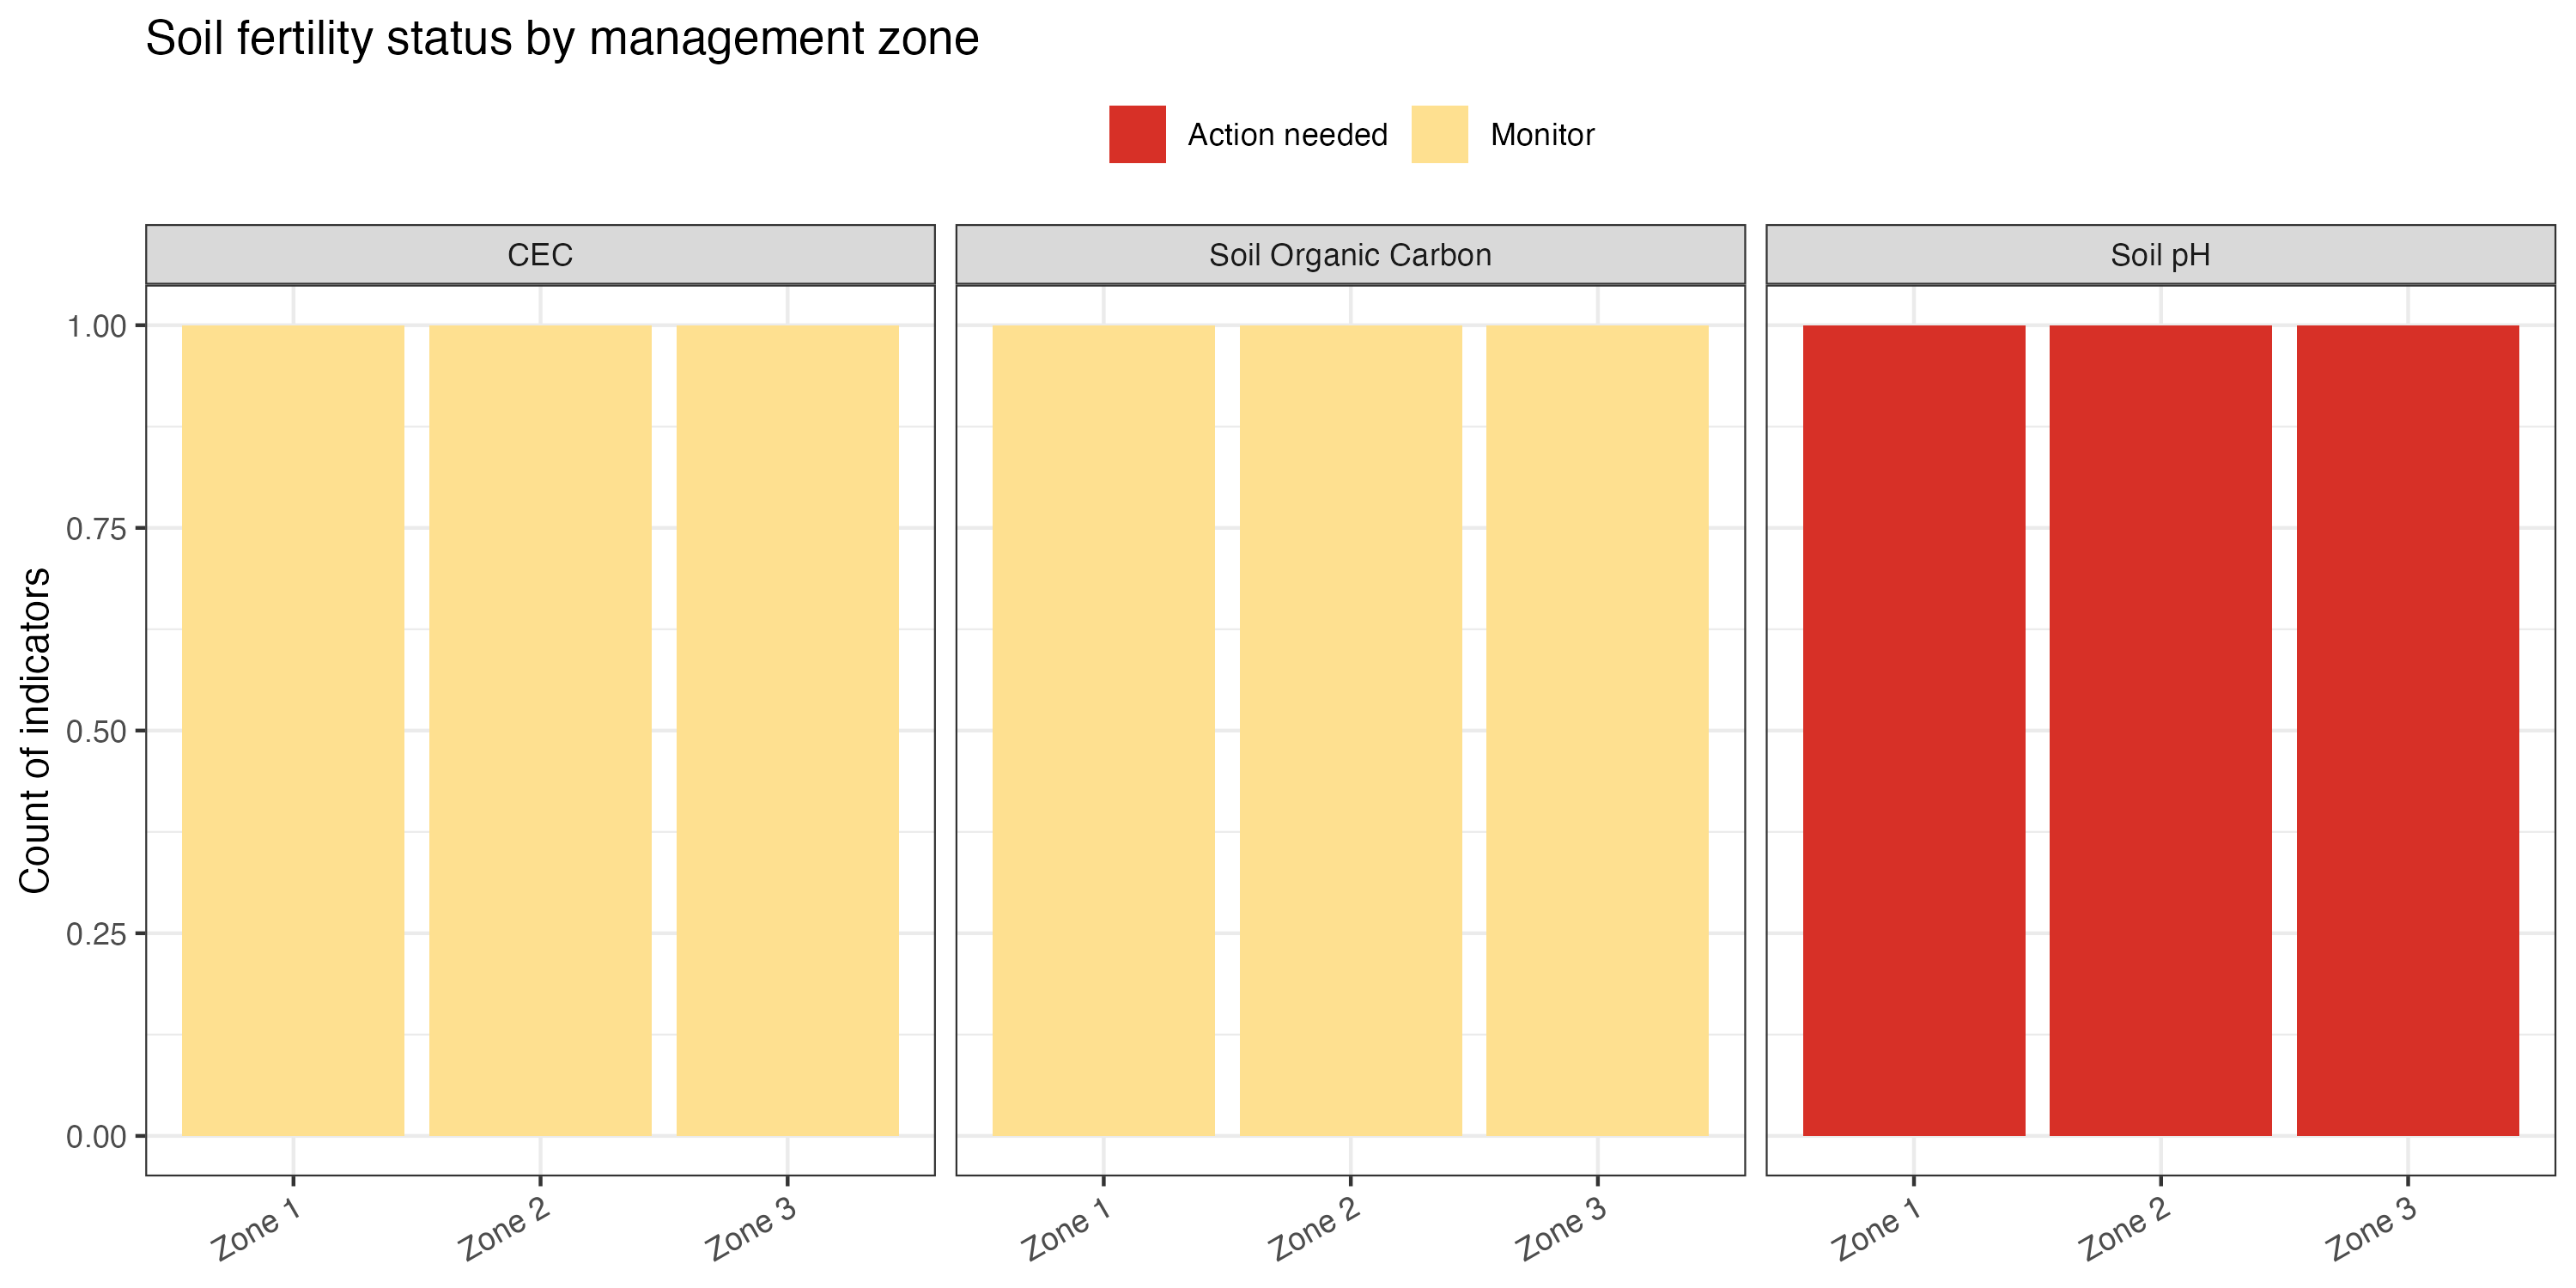 Soil fertility status by management zone
Action needed Monitor
CEC Soil Organic Carbon Soil pH
Count of indicators
1.00
0.75
0.50
0.25
0.00
Zone 1 Zone 2 Zone 3 Zone 1 Zone 2 Zone 3 Zone 1 Zone 2 Zone 3